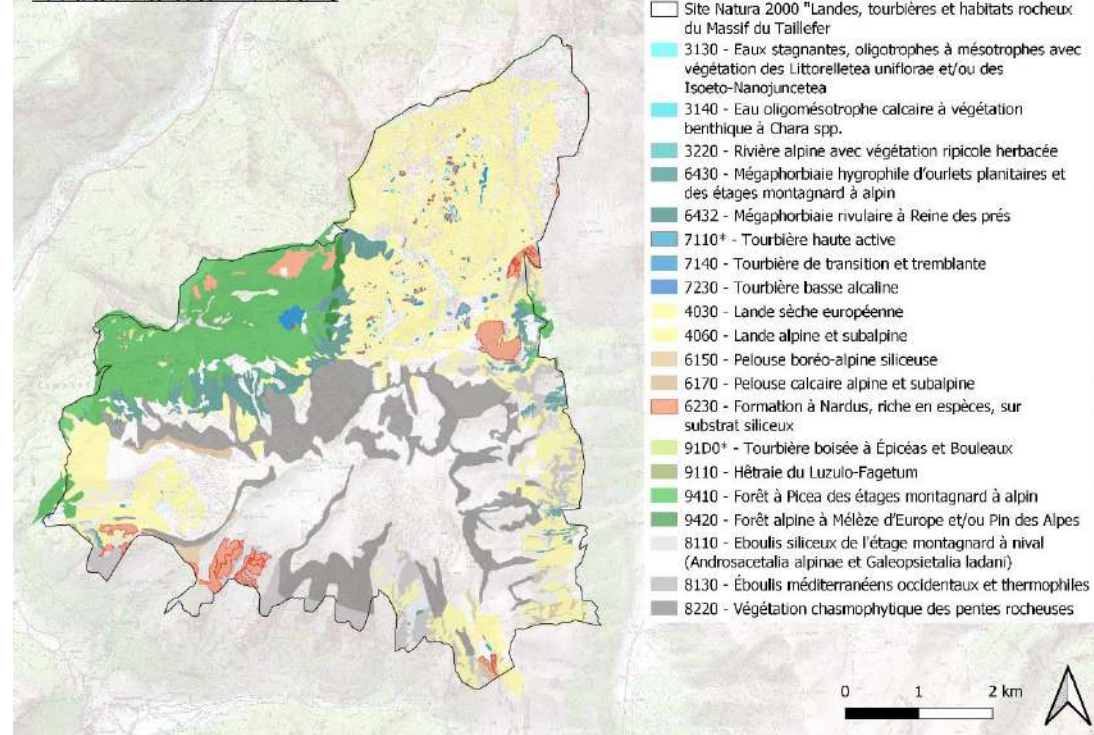 Site Natura 2000 "Landes, tourbières et habitats rocheux
du Massif du Taillefer
3130 - Eaux stagnantes, oligotrophes à mésotrophes avec
végétation des Littorelletea uniflorae et/ou des
Isoeto-Nanojuncetea
3140 - Eau oligomésotrophe calcaire à végétation
benthique à Chara spp.
3220 - Rivière alpine avec végétation ripicole herbacée
6430 - Mégaphorbiaie hygrophile d'ourlets planitaires et
des étages montagnard à alpin
6432 - Mégaphorbiaie rivulaire à Reine des prés
7110* - Tourbière haute active
7140 - Tourbière de transition et tremblante
7230 - Tourbière basse alcaline
4030 - Lande sèche européenne
4060 - Lande alpine et subalpine
6150 - Pelouse boréo-alpine siliceuse
6170 - Pelouse calcaire alpine et subalpine
6230 - Formation à Nardus, riche en espèces, sur
substrat siliceux
91D0* - Tourbière boisée à Épicéas et Bouleaux
9110 - Hêtraie du Luzulo-Fagetum
9410 - Forêt à Picea des étages montagnard à alpin
9420 - Forêt alpine à Mélèze d'Europe et/ou Pin des Alpes
8110 - Eboulis siliceux de l'étage montagnard à nival
(Androsacetalia alpinae et Galeopsietalia ladani)
8130 - Éboulis méditerranéens occidentaux et thermophiles
8220 - Végétation chasmophytique des pentes rocheuses
0 1 2 km